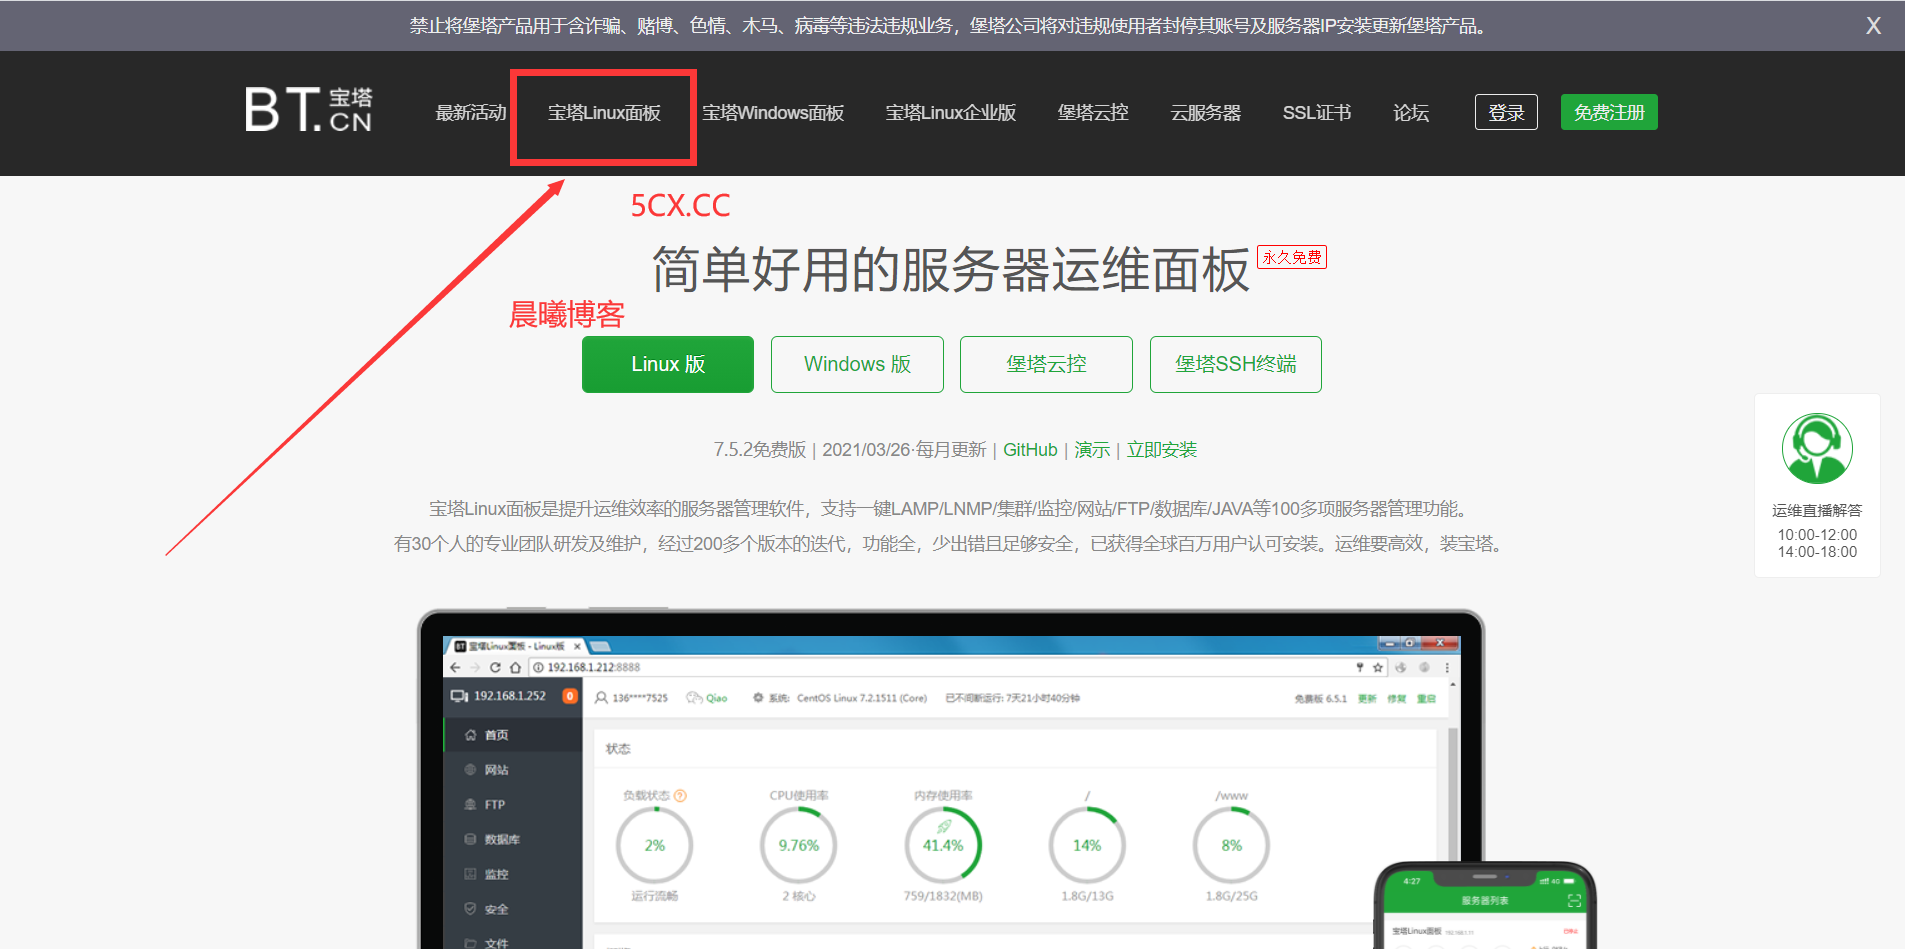 禁止将堡塔产品用于含诈骗、赌博、色情、木马、病毒等违法违规业务，堡塔公司将对违规使用者封停其账号及服务器IP安装更新堡塔产品。 X
BT.CN 宝塔 最新活动 宝塔Linux面板 宝塔Windows面板 宝塔Linux企业版 堡塔云控 云服务器 SSL证书 论坛 登录 免费注册
5CX.CC
简单好用的服务器运维面板 永久免费
晨曦博客
Linux 版 Windows 版 堡塔云控 堡塔SSH终端
7.5.2免费版 | 2021/03/26·每月更新 | GitHub | 演示 | 立即安装
宝塔Linux面板是提升运维效率的服务器管理软件，支持一键LAMP/LNMP/集群/监控/网站/FTP/数据库/JAVA等100多项服务器管理功能。
有30个人的专业团队研发及维护，经过200多个版本的迭代，功能全，少出错且足够安全，已获得全球百万用户认可安装。运维要高效，装宝塔。
运维直播解答
10:00-12:00
14:00-18:00
BT 宝塔Linux面板 - Linux版
192.168.1.212:8888
192.168.1.252 0 136****7525 Qiao 系统: CentOS Linux 7.2.1511 (Core) 已不间断运行: 7天21小时40分钟 免费版 6.5.1 更新 修复 重启
首页
网站
FTP
数据库
监控
安全
文件
状态
负载状态 CPU使用率 内存使用率 / /www
2% 9.76% 41.4% 14% 8%
运行流畅 2 核心 759/1832(MB) 1.8G/13G 1.8G/25G
4:27 4G
服务器列表
宝塔Linux面板 192.168.1.11